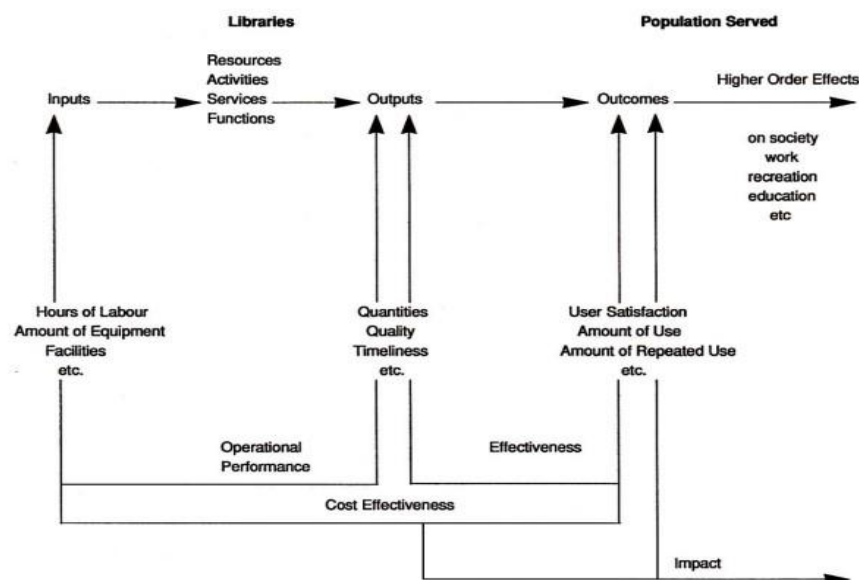 Libraries
Population Served
Resources
Activities
Services
Functions
Inputs
Outputs
Outcomes
Higher Order Effects
on society
work
recreation
education
etc
Hours of Labour
Amount of Equipment
Facilities
etc.
Quantities
Quality
Timeliness
etc.
User Satisfaction
Amount of Use
Amount of Repeated Use
etc.
Operational
Performance
Effectiveness
Cost Effectiveness
Impact